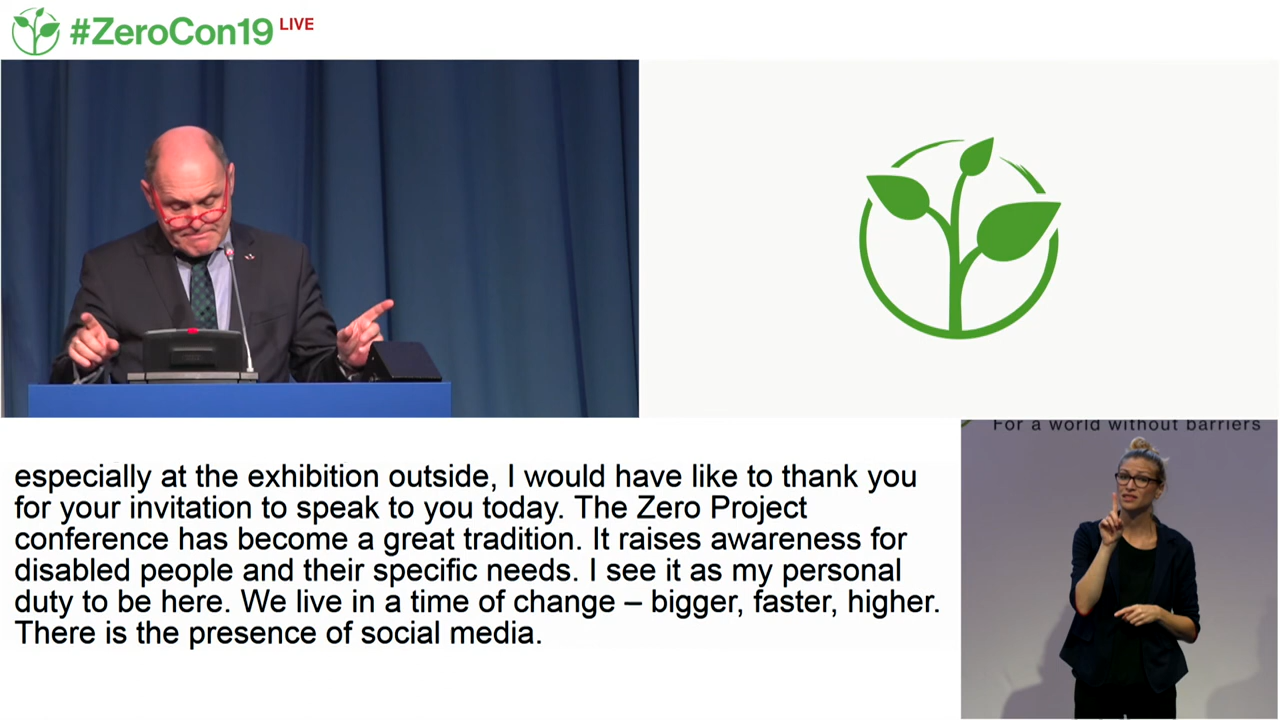 #ZeroCon19 LIVE
For a world without barriers
especially at the exhibition outside, I would have like to thank you
for your invitation to speak to you today. The Zero Project
conference has become a great tradition. It raises awareness for
disabled people and their specific needs. I see it as my personal
duty to be here. We live in a time of change – bigger, faster, higher.
There is the presence of social media.